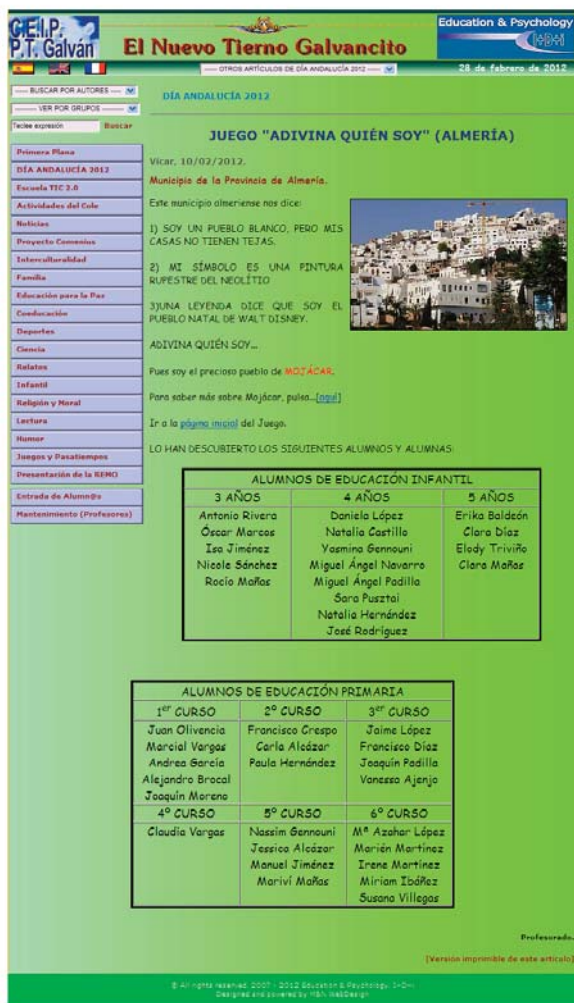 C.E.I.P.
P.T. Galván
El Nuevo Tierno Galvancito
Education & Psychology
I+D+i
----- OTROS ARTÍCULOS DE DÍA ANDALUCÍA 2012 -----
28 de febrero de 2012
----- BUSCAR POR AUTORES -----
-------- VER POR GRUPOS --------
Teclee expresión
Buscar
Primera Plana
DÍA ANDALUCÍA 2012
Escuela TIC 2.0
Actividades del Cole
Noticias
Proyecto Comenius
Interculturalidad
Familia
Educación para la Paz
Coeducación
Deportes
Ciencia
Relatos
Infantil
Religión y Moral
Lectura
Humor
Juegos y Pasatiempos
Presentación de la REMO
Entrada de Alumn@s
Mantenimiento (Profesores)
DÍA ANDALUCÍA 2012
JUEGO "ADIVINA QUIÉN SOY" (ALMERÍA)
Vícar, 10/02/2012.
Municipio de la Provincia de Almería.
Este municipio almeriense nos dice:
1) SOY UN PUEBLO BLANCO, PERO MIS
CASAS NO TIENEN TEJAS.
2) MI SÍMBOLO ES UNA PINTURA
RUPESTRE DEL NEOLÍTIO
3)UNA LEYENDA DICE QUE SOY EL
PUEBLO NATAL DE WALT DISNEY.
ADIVINA QUIÉN SOY...
Pues soy el precioso pueblo de MOJÁCAR.
Para saber más sobre Mojácar, pulsa...[aquí]
Ir a la página inicial del Juego.
LO HAN DESCUBIERTO LOS SIGUIENTES ALUMNOS Y ALUMNAS:
ALUMNOS DE EDUCACIÓN INFANTIL
3 AÑOS
Antonio Rivera
Óscar Marcos
Isa Jiménez
Nicole Sánchez
Rocío Mañas
4 AÑOS
Daniela López
Natalia Castillo
Yasmina Gennouni
Miguel Ángel Navarro
Miguel Ángel Padilla
Sara Pusztai
Natalia Hernández
José Rodríguez
5 AÑOS
Erika Baldeón
Clara Díaz
Elody Triviño
Clara Mañas
ALUMNOS DE EDUCACIÓN PRIMARIA
1er CURSO
Juan Olivencia
Marcial Vargas
Andrea García
Alejandro Brocal
Joaquín Moreno
2º CURSO
Francisco Crespo
Carla Alcázar
Paula Hernández
3er CURSO
Jaime López
Francisco Díaz
Joaquín Padilla
Vanessa Ajenjo
4º CURSO
Claudia Vargas
5º CURSO
Nassim Gennouni
Jessica Alcázar
Manuel Jiménez
Mariví Mañas
6º CURSO
Mª Azahar López
Marién Martínez
Irene Martínez
Miriam Ibáñez
Susana Villegas
Profesorado.
[Versión imprimible de este artículo]
© All rights reserved. 2007 - 2012 Education & Psychology, I+D+i
Designed and powered by M&N WebDesign